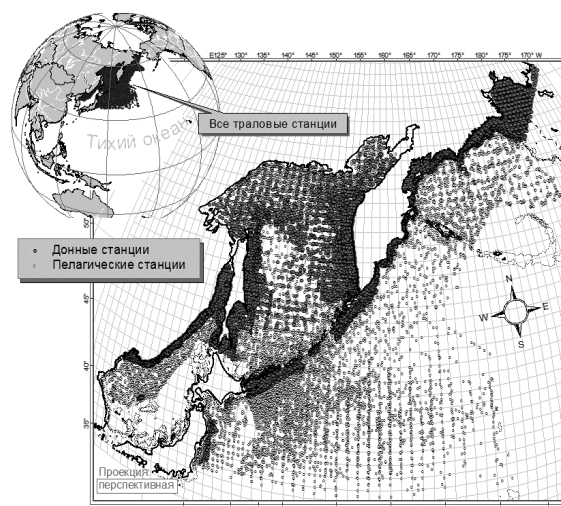 E125° 130° 135° 140° 145° 150° 155° 160° 165° 170° 175° 180° 175° 170° W
Тихий океан
Все траловые станции
50°
Донные станции
Пелагические станции
N
W E
S
45°
40°
35°
Проекция
перспективная